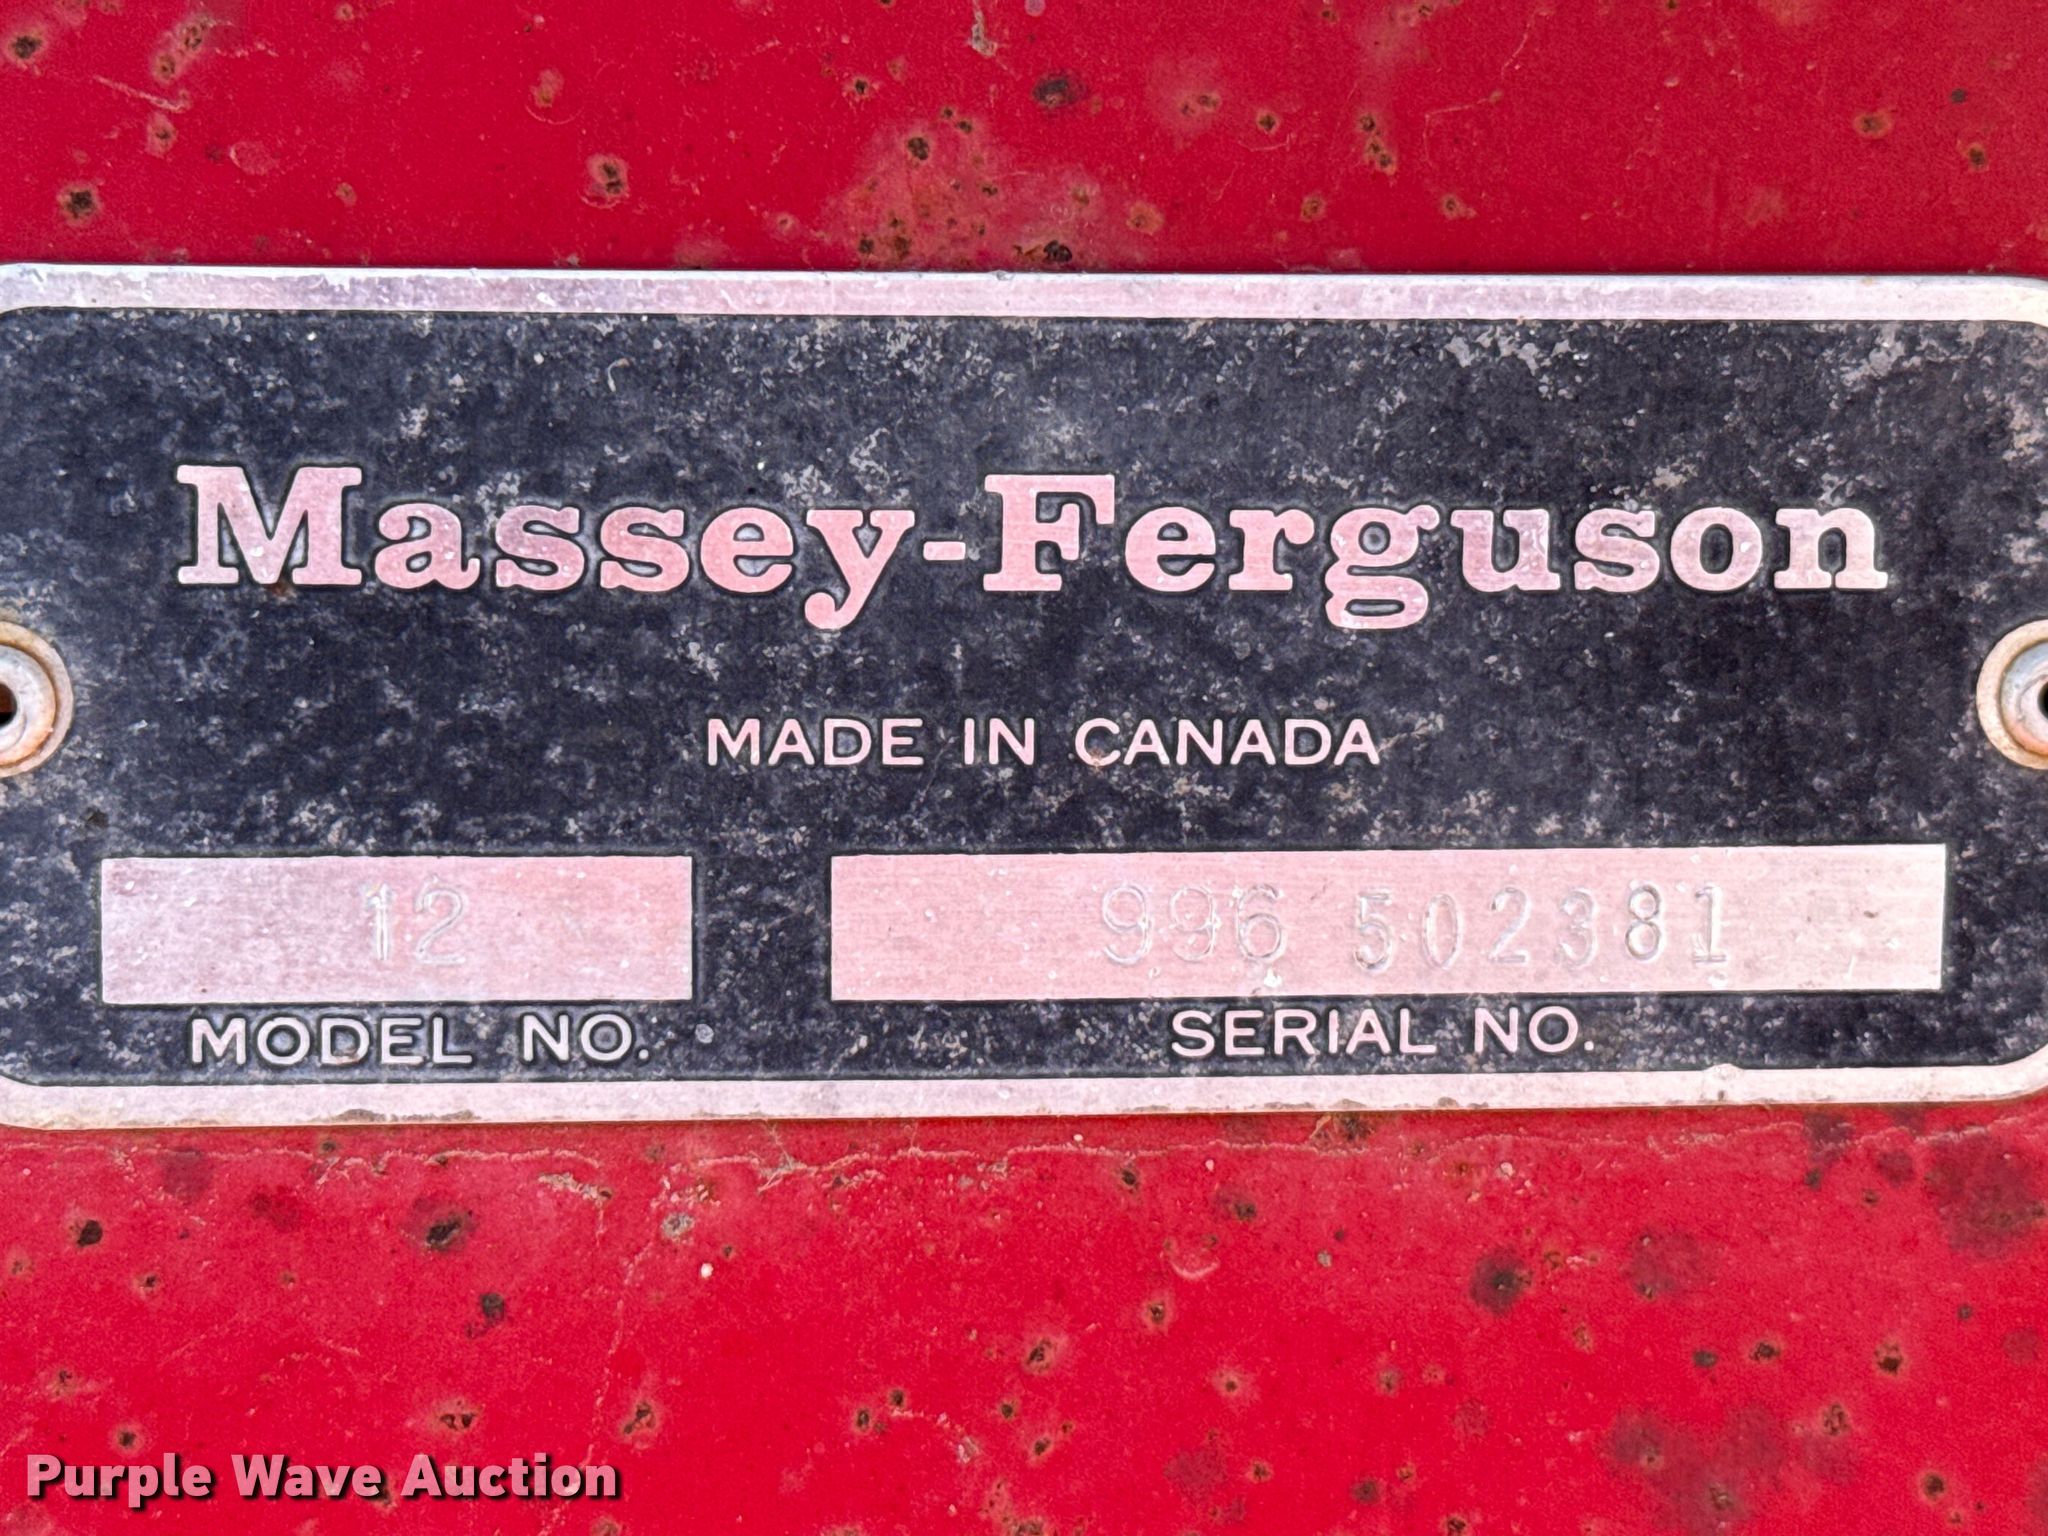 Massey-Ferguson
MADE IN CANADA
12 996 502381
MODEL NO. SERIAL NO.
Purple Wave Auction